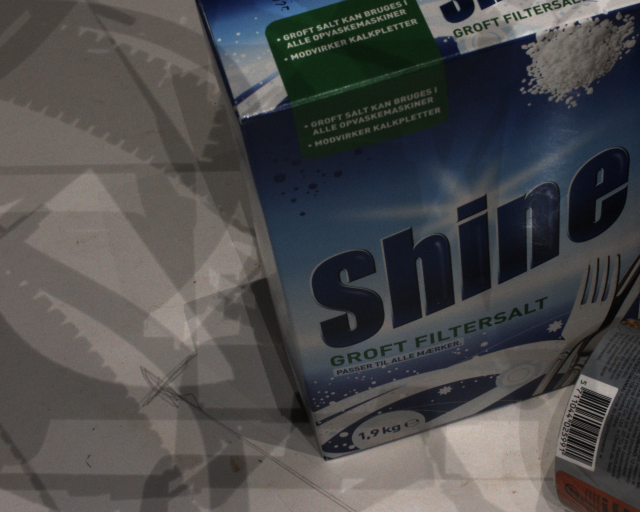 • GROFT SALT KAN BRUGES I
ALLE OPVASKEMASKINER
• MODVIRKER KALKPLETTER
GROFT FILTERSALT
• GROFT SALT KAN BRUGES I
ALLE OPVASKEMASKINER
• MODVIRKER KALKPLETTER
Shine
GROFT FILTERSALT
PASSER TIL ALLE MÆRKER
1,9 kg ℮